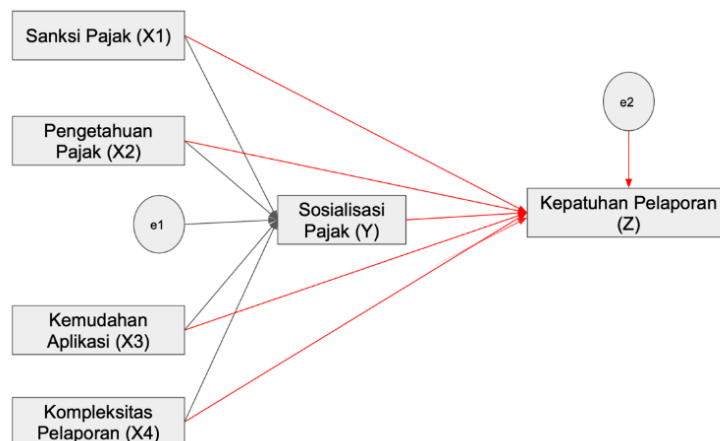 Sanksi Pajak (X1)
e2
Pengetahuan
Pajak (X2)
Kepatuhan Pelaporan
(Z)
e1
Sosialisasi
Pajak (Y)
Kemudahan
Aplikasi (X3)
Kompleksitas
Pelaporan (X4)